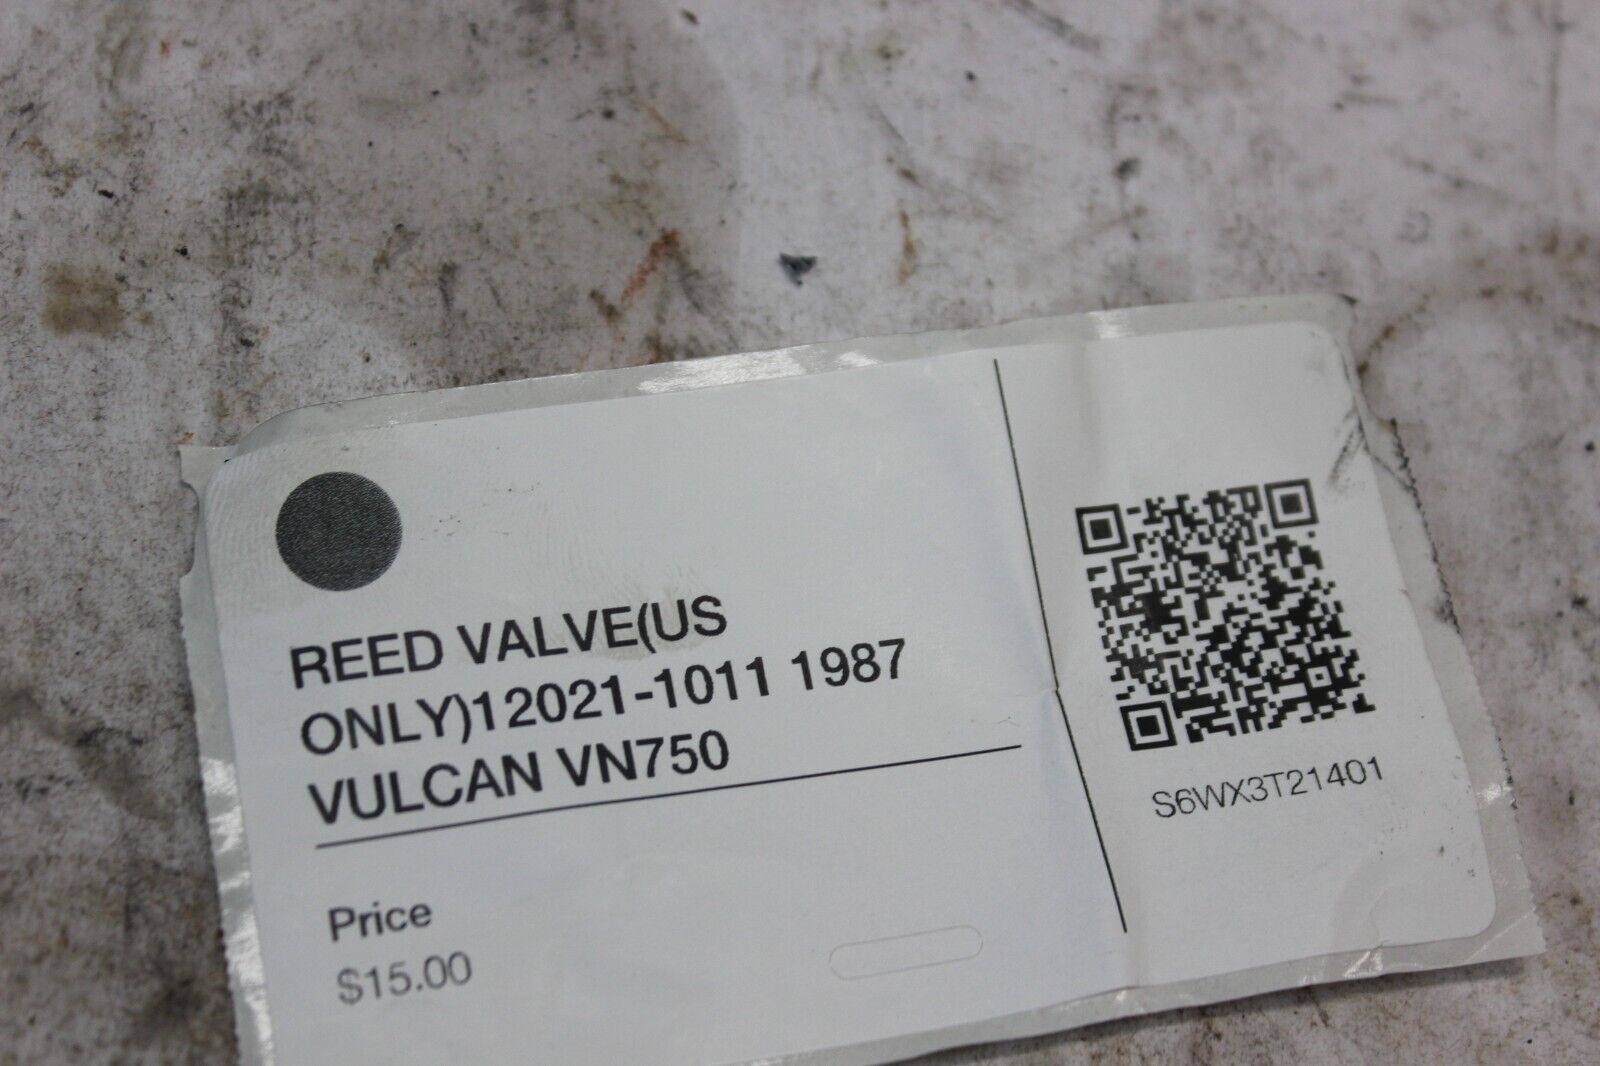 REED VALVE(US
ONLY)12021-1011 1987
VULCAN VN750
Price
$15.00
S6WX3T21401